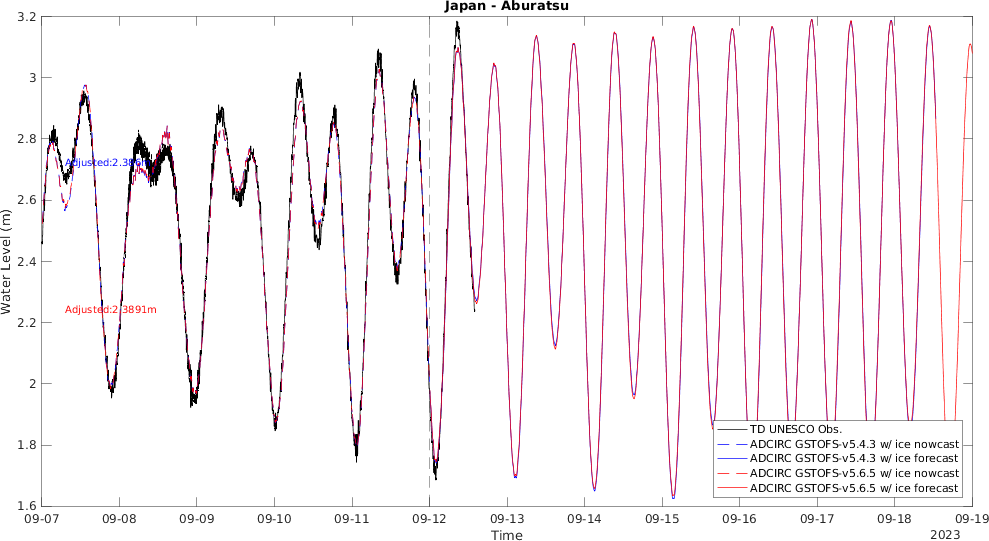 Japan - Aburatsu
Water Level (m)
3.2
3
2.8
2.6
2.4
2.2
2
1.8
1.6
Adjusted:2.3891m
TD UNESCO Obs.
ADCIRC GSTOFS-v5.4.3 w/ ice nowcast
ADCIRC GSTOFS-v5.4.3 w/ ice forecast
ADCIRC GSTOFS-v5.6.5 w/ ice nowcast
ADCIRC GSTOFS-v5.6.5 w/ ice forecast
09-07 09-08 09-09 09-10 09-11 09-12 09-13 09-14 09-15 09-16 09-17 09-18 09-19
Time
2023